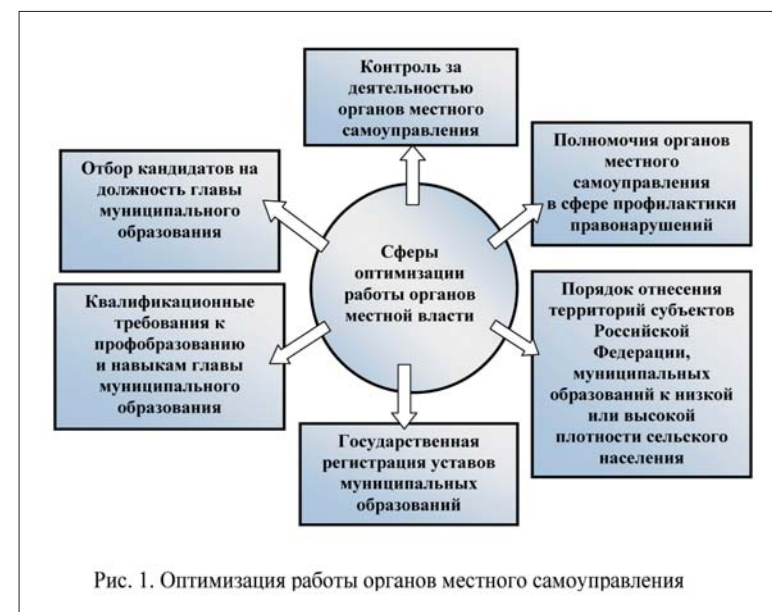 Контроль за
деятельностью
органов местного
самоуправления
Отбор кандидатов на
должность главы
муниципального
образования
Полномочия органов
местного
самоуправления
в сфере профилактики
правонарушений
Сферы
оптимизации
работы органов
местной власти
Квалификационные
требования к
профобразованию
и навыкам главы
муниципального
образования
Порядок отнесения
территорий субъектов
Российской
Федерации,
муниципальных
образований к низкой
или высокой
плотности сельского
населения
Государственная
регистрация уставов
муниципальных
образований
Рис. 1. Оптимизация работы органов местного самоуправления